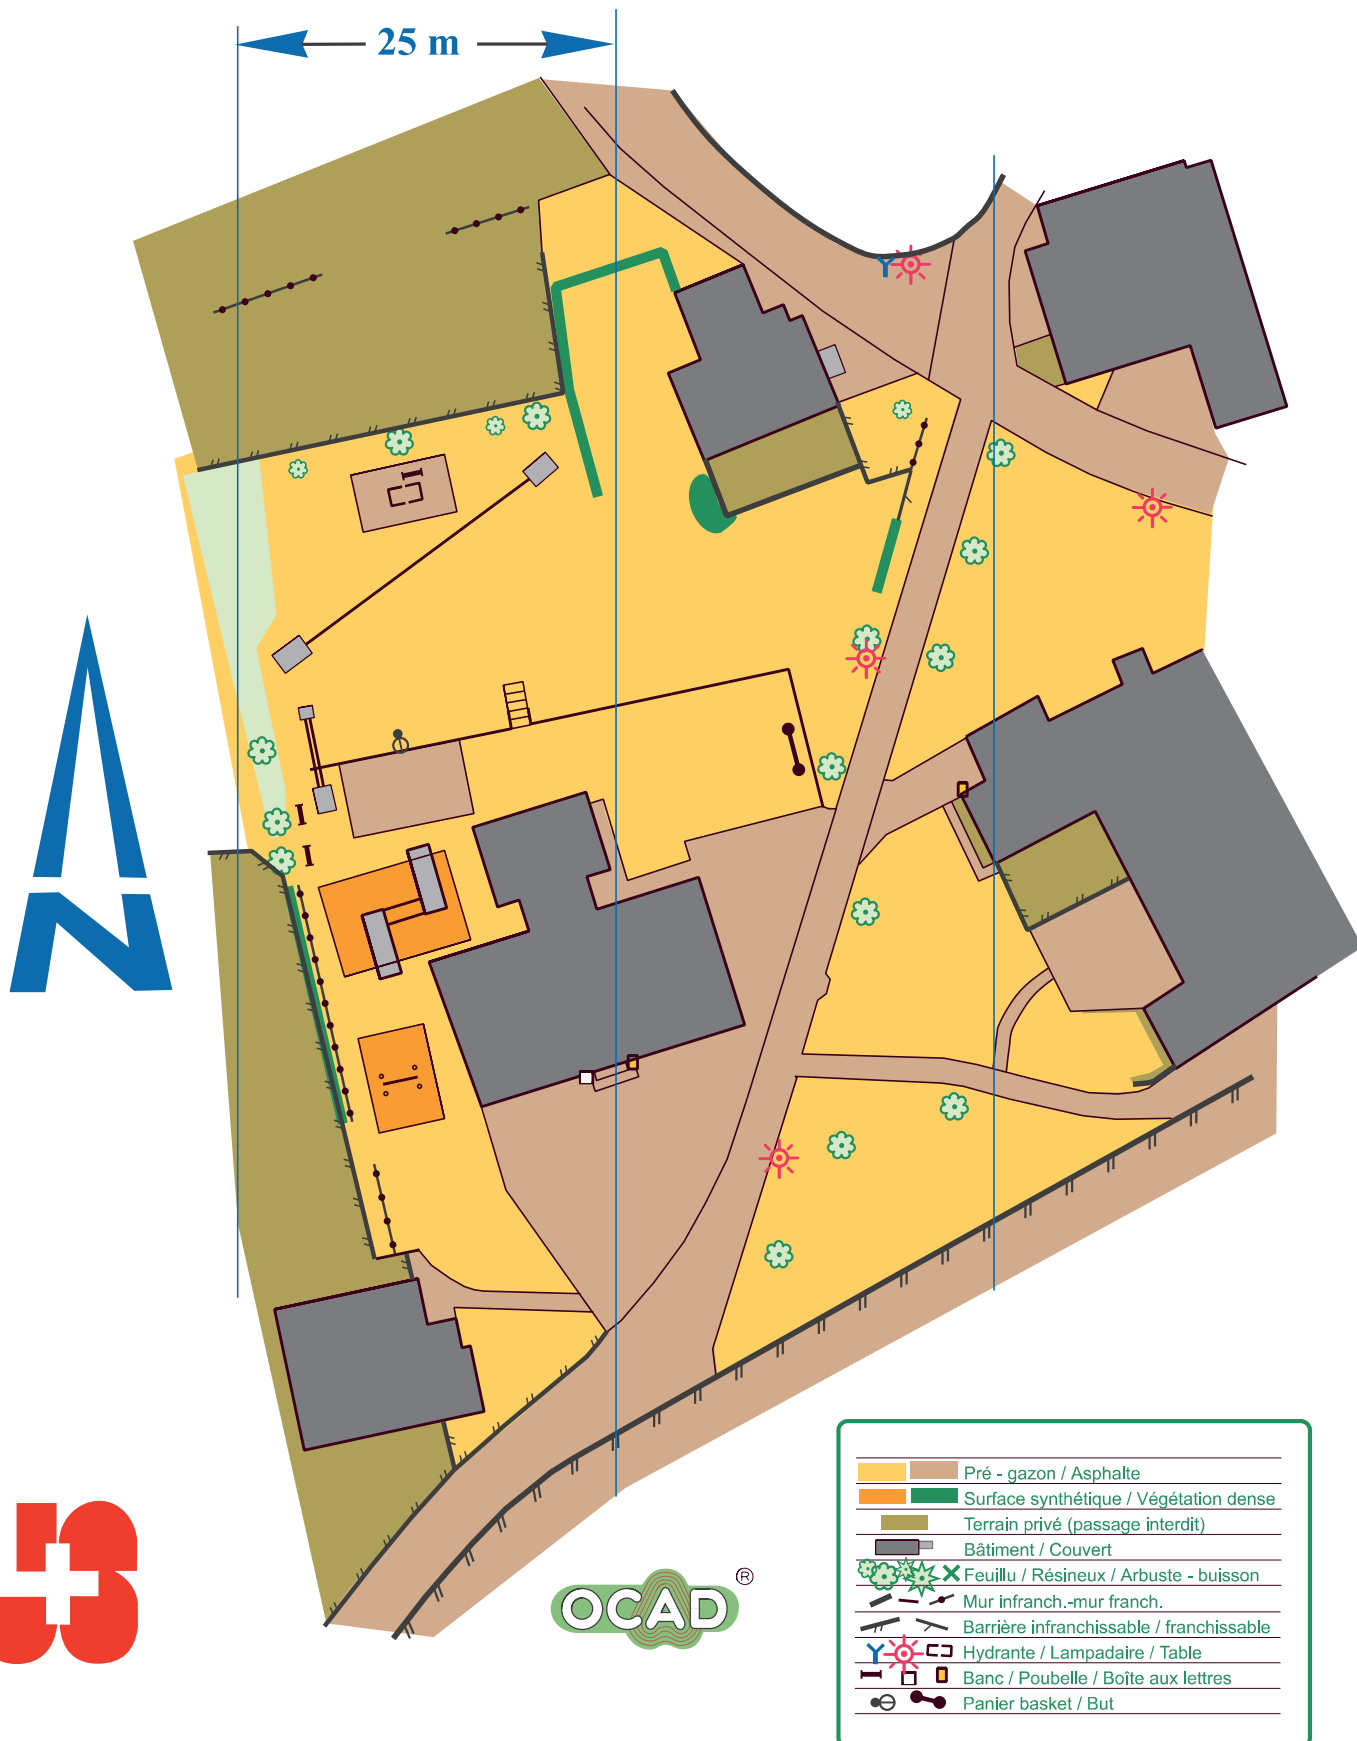 25 m
N
Pré - gazon / Asphalte
Surface synthétique / Végétation dense
Terrain privé (passage interdit)
Bâtiment / Couvert
Feuillu / Résineux / Arbuste - buisson
Mur infranch.-mur franch.
Barrière infranchissable / franchissable
Hydrante / Lampadaire / Table
Banc / Poubelle / Boîte aux lettres
Panier basket / But
OCAD ®